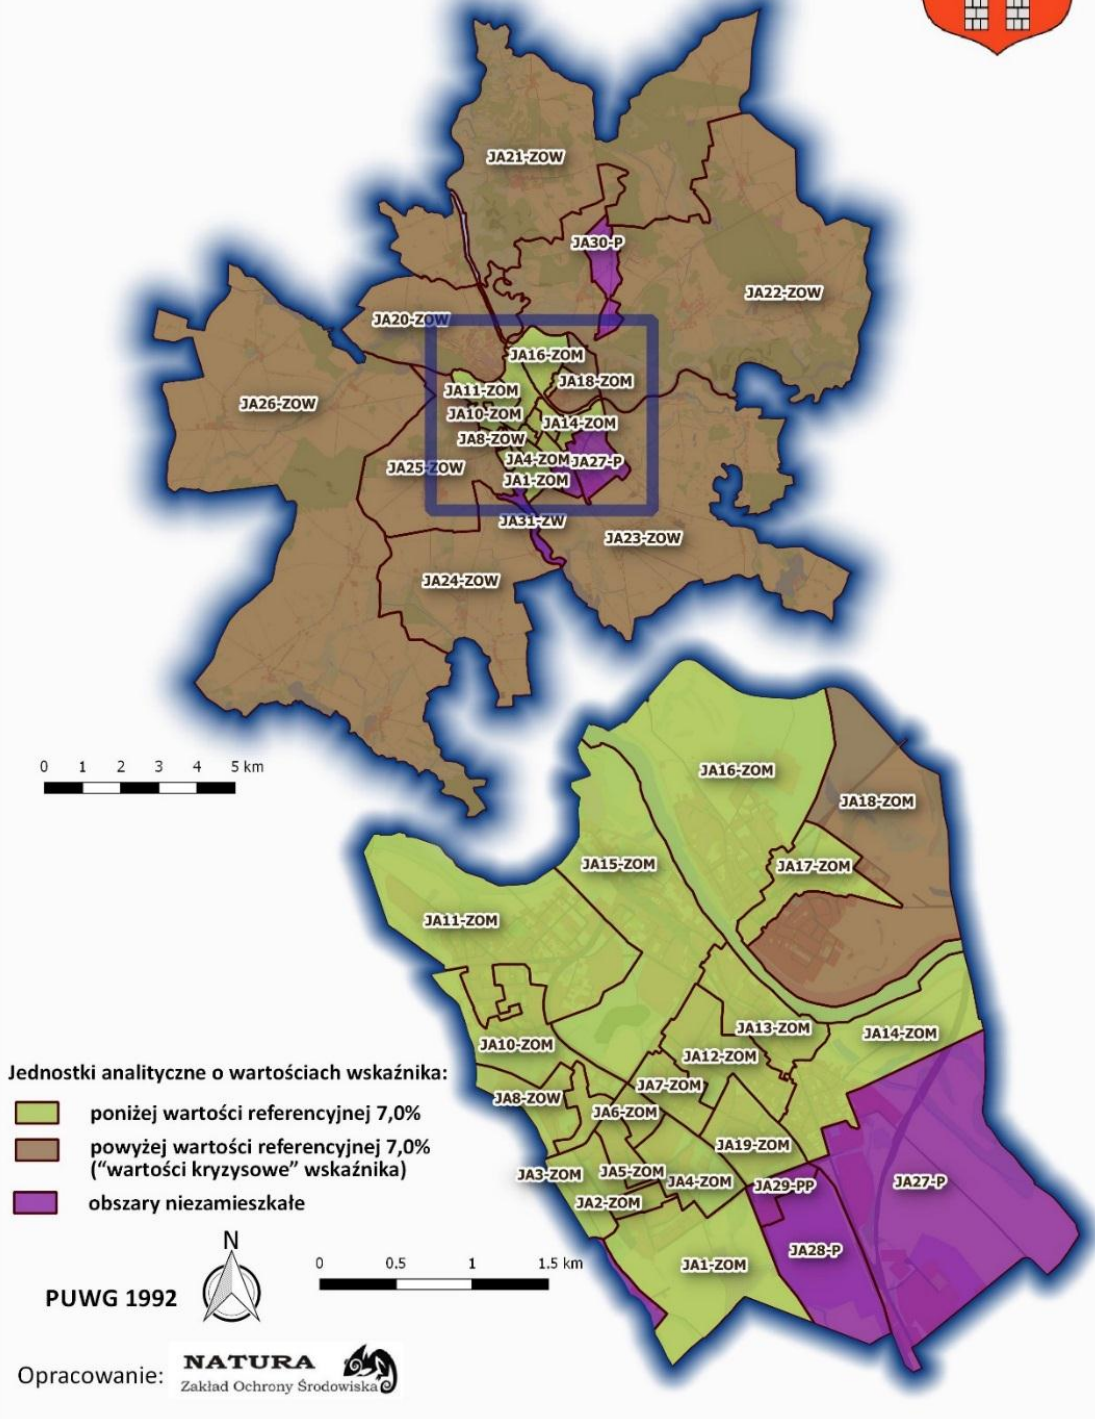 JA21-ZOW
JA30-P
JA22-ZOW
JA20-ZOW
JA16-ZOM
JA18-ZOM
JA11-ZOM
JA26-ZOW
JA10-ZOM
JA14-ZOM
JA8-ZOW
JA4-ZOM
JA27-P
JA25-ZOW
JA1-ZOM
JA31-ZW
JA23-ZOW
JA24-ZOW
0 1 2 3 4 5 km
JA16-ZOM
JA18-ZOM
JA15-ZOM
JA17-ZOM
JA11-ZOM
JA13-ZOM
JA14-ZOM
JA10-ZOM
JA12-ZOM
JA7-ZOM
JA8-ZOW
JA6-ZOM
JA19-ZOM
JA3-ZOM
JA5-ZOM
JA4-ZOM
JA29-PP
JA27-P
JA2-ZOM
JA28-P
JA1-ZOM
Jednostki analityczne o wartościach wskaźnika:
poniżej wartości referencyjnej 7,0%
powyżej wartości referencyjnej 7,0%
("wartości kryzysowe" wskaźnika)
obszary niezamieszkałe
N
0 0.5 1 1.5 km
PUWG 1992
Opracowanie:
NATURA
Zakład Ochrony Środowiska